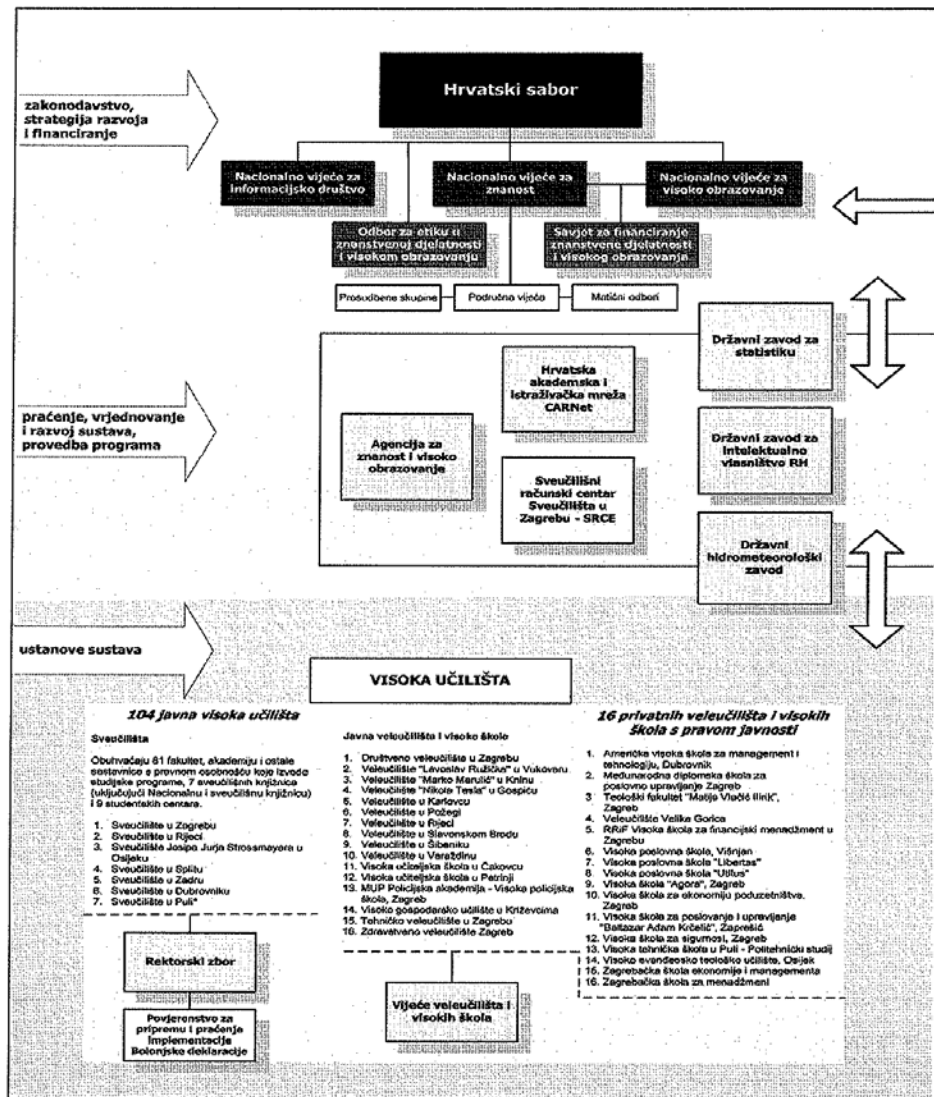 Hrvatski sabor
zakonodavstvo,
strategija razvoja
i financiranje
Nacionalno vijeće za
informacijsko društvo
Nacionalno vijeće za
znanost
Nacionalno vijeće za
visoko obrazovanje
Odbor za etiku u
znanstvenoj djelatnosti
i visokom obrazovanju
Savjet za financiranje
znanstvene djelatnosti
i visokog obrazovanja
Prosudbene skupine
Područna vijeća
Matični odbori
praćenje, vrjednovanje
i razvoj sustava,
provedba programa
Agencija za
znanost i visoko
obrazovanje
Hrvatska
akademska i
istraživačka mreža
CARNet
Sveučilišni
računski centar
Sveučilišta u
Zagrebu - SRCE
Državni zavod za
statistiku
Državni zavod za
intelektualno
vlasništvo RH
Državni
hidrometeorološki
zavod
ustanove sustava
VISOKA UČILIŠTA
104 javna visoka učilišta
Sveučilišta
Obuhvaćaju 81 fakultet, akademiju i ostale
sastavnice s pravnom osobnošću koje izvode
studijske programe, 7 sveučilišnih knjižnica
(uključujući Nacionalnu i sveučilišnu knjižnicu)
i 9 studentskih centara.
1. Sveučilište u Zagrebu
2. Sveučilište u Rijeci
3. Sveučilište Josipa Jurja Strossmayera u
Osijeku
4. Sveučilište u Splitu
5. Sveučilište u Zadru
6. Sveučilište u Dubrovniku
7. Sveučilište u Puli*
Rektorski zbor
Povjerenstvo za
pripremu i praćenje
implementacije
Bolonjske deklaracije
Javna veleučilišta i visoke škole
1. Društveno veleučilište u Zagrebu
2. Veleučilište "Lavoslav Ružička" u Vukovaru
3. Veleučilište "Marko Marulić" u Kninu
4. Veleučilište "Nikola Tesla" u Gospiću
5. Veleučilište u Karlovcu
6. Veleučilište u Požegi
7. Veleučilište u Rijeci
8. Veleučilište u Slavonskom Brodu
9. Veleučilište u Šibeniku
10. Veleučilište u Varaždinu
11. Visoka učiteljska škola u Čakovcu
12. Visoka učiteljska škola u Petrinji
13. MUP Policijska akademija - Visoka policijska
škola, Zagreb
14. Visoko gospodarsko učilište u Križevcima
15. Tehničko veleučilište u Zagrebu
16. Zdravstveno veleučilište Zagreb
Vijeće veleučilišta i
visokih škola
16 privatnih veleučilišta i visokih
škola s pravom javnosti
1. Američka visoka škola za management i
tehnologiju, Dubrovnik
2. Međunarodna diplomska škola za
poslovno upravljanje Zagreb
3 Teološki fakultet "Matija Vlačić Ilirik",
Zagreb
4. Veleučilište Velika Gorica
5. RRiF Visoka škola za financijski menadžment u
Zagrebu
6. Visoka poslovna škola, Višnjan
7. Visoka poslovna škola "Libertas"
8. Visoka poslovna škola "Utilus"
9. Visoka škola "Agora", Zagreb
10. Visoka škola za ekonomiju poduzetništva,
Zagreb
11. Visoka škola za poslovanje i upravljanje
"Baltazar Adam Krčelić", Zaprešić
12. Visoka škola za sigurnost, Zagreb
13. Visoka tehnička škola u Puli - Politehnički studij
14. Visoko evanđeosko teološko učilište, Osijek
15. Zagrebačka škola ekonomije i managementa
16. Zagrebačka škola za menadžment